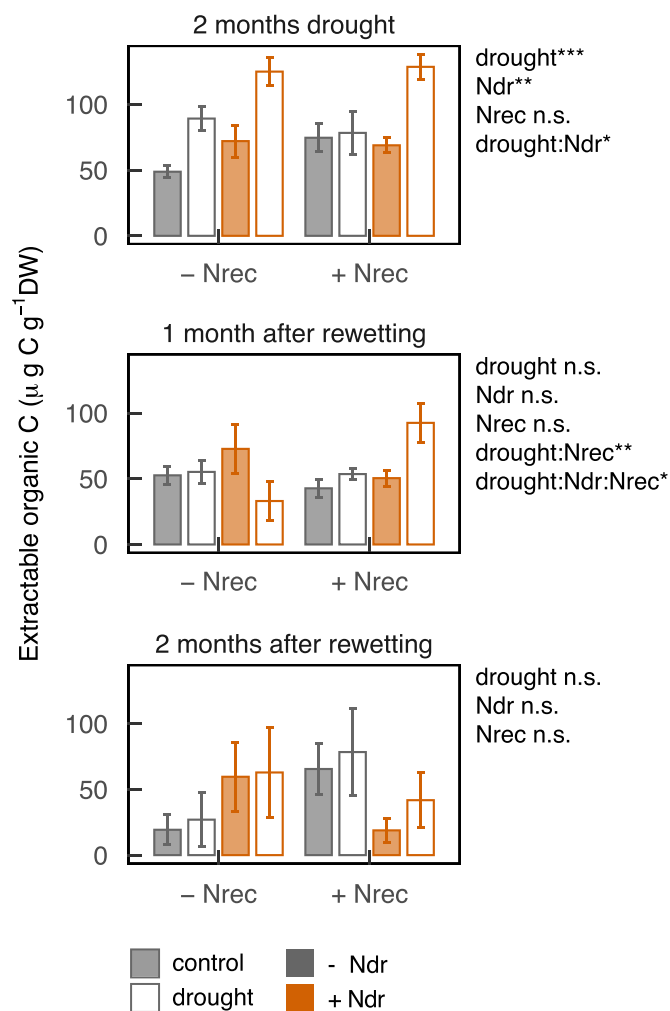 2 months drought
drought***
Ndr**
Nrec n.s.
drought:Ndr*
100
50
0
– Nrec
+ Nrec
Extractable organic C (μ g C g⁻¹DW)
1 month after rewetting
drought n.s.
Ndr n.s.
Nrec n.s.
drought:Nrec**
drought:Ndr:Nrec*
100
50
0
– Nrec
+ Nrec
2 months after rewetting
drought n.s.
Ndr n.s.
Nrec n.s.
100
50
0
– Nrec
+ Nrec
control
- Ndr
drought
+ Ndr